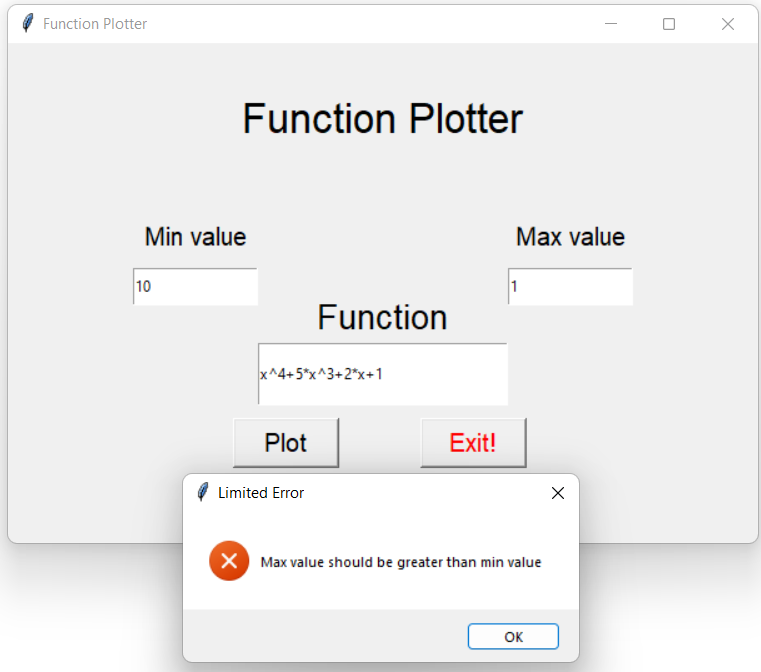 Function Plotter
Function Plotter
Min value
Max value
10
1
Function
x^4+5*x^3+2*x+1
Plot
Exit!
Limited Error
Max value should be greater than min value
OK